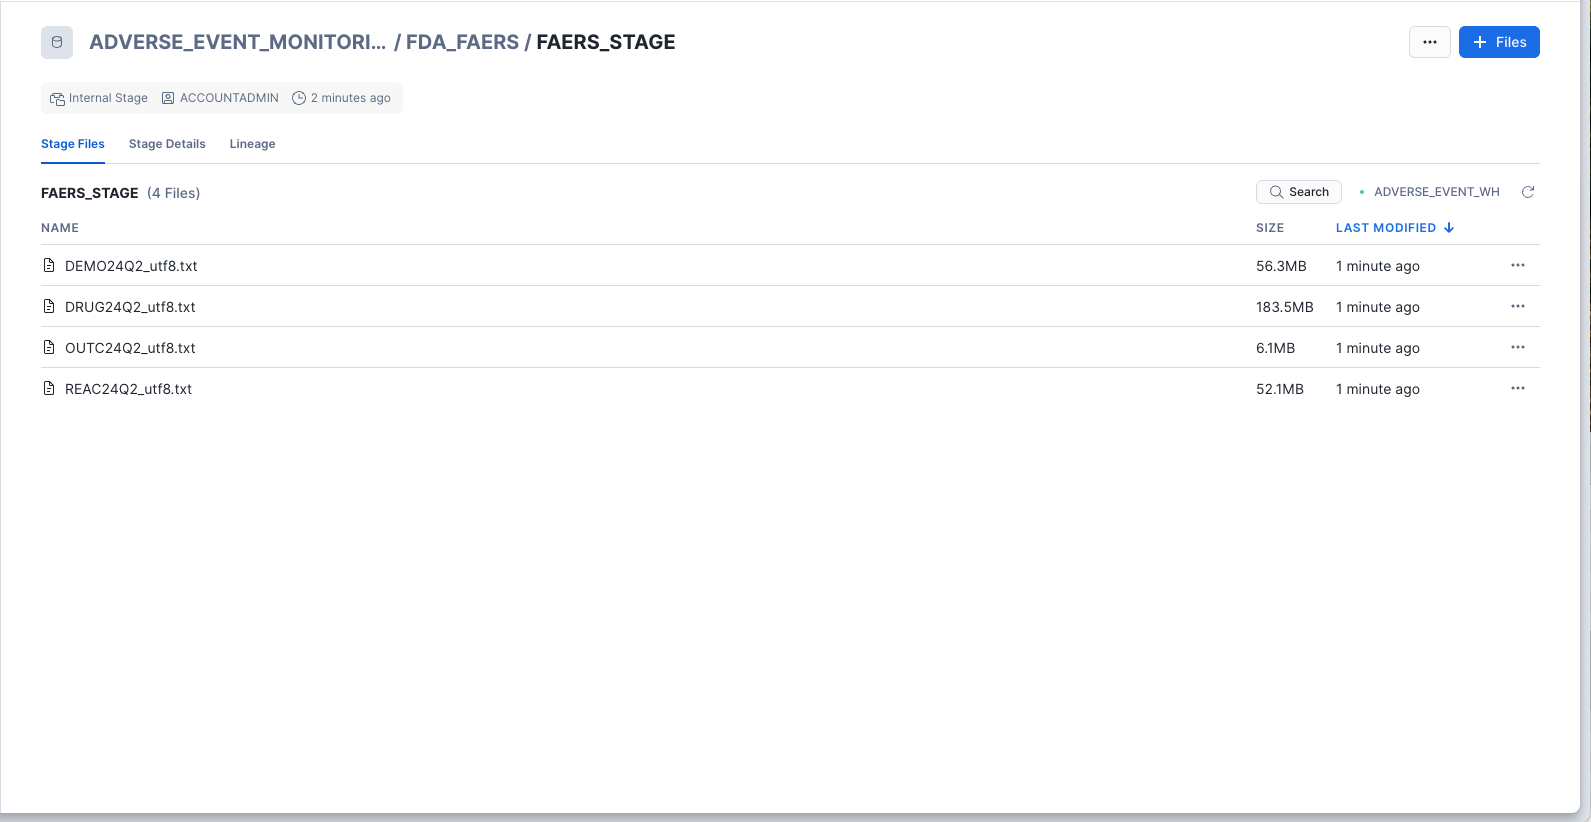 ADVERSE_EVENT_MONITORI... / FDA_FAERS / FAERS_STAGE
... + Files
Internal Stage ACCOUNTADMIN 2 minutes ago
Stage Files Stage Details Lineage
FAERS_STAGE (4 Files) Search ADVERSE_EVENT_WH
NAME SIZE LAST MODIFIED
DEMO24Q2_utf8.txt 56.3MB 1 minute ago ...
DRUG24Q2_utf8.txt 183.5MB 1 minute ago ...
OUTC24Q2_utf8.txt 6.1MB 1 minute ago ...
REAC24Q2_utf8.txt 52.1MB 1 minute ago ...